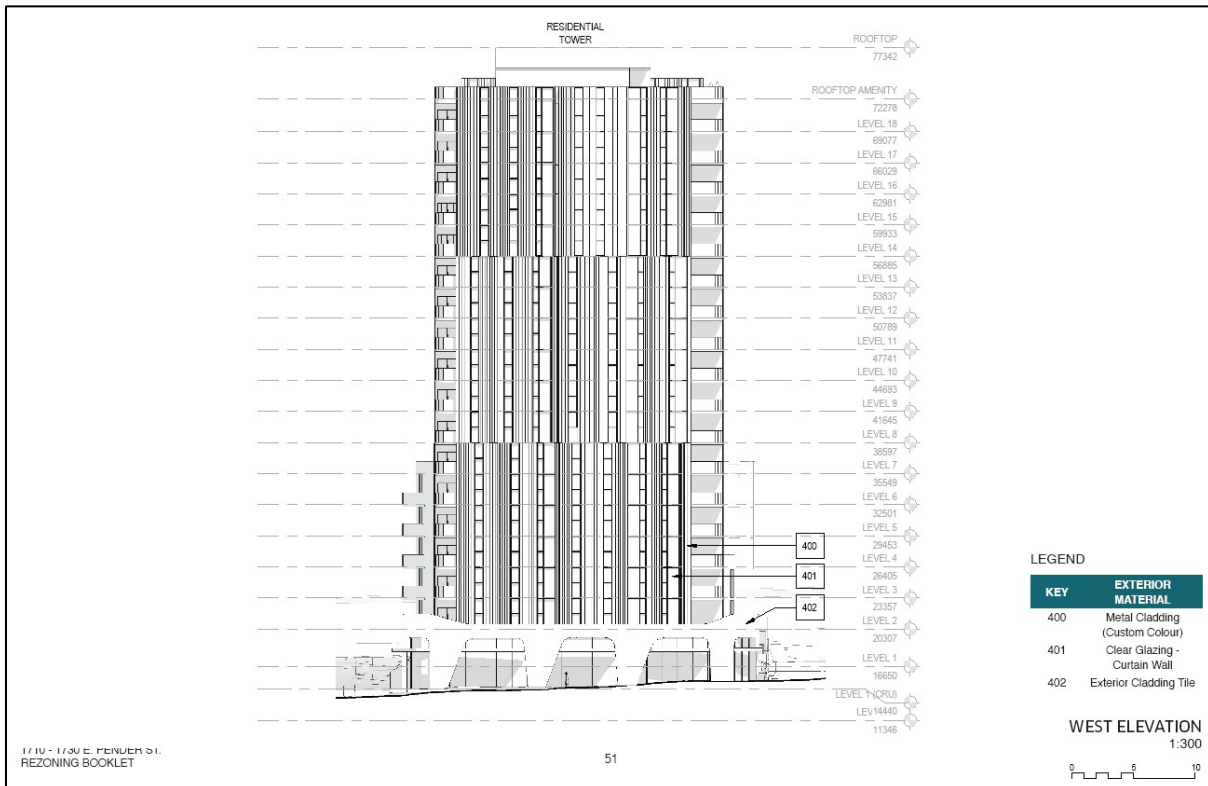 RESIDENTIAL
TOWER
ROOFTOP
77342
ROOFTOP AMENITY
72278
LEVEL 18
69077
LEVEL 17
66029
LEVEL 16
62981
LEVEL 15
59933
LEVEL 14
56885
LEVEL 13
53837
LEVEL 12
50789
LEVEL 11
47741
LEVEL 10
44693
LEVEL 9
41645
LEVEL 8
38597
LEVEL 7
35549
LEVEL 6
32501
LEVEL 5
29453
LEVEL 4
26405
LEVEL 3
23357
LEVEL 2
20307
LEVEL 1
16650
LEVEL 1 (CRU)
14440
11346
400
401
402
LEGEND
KEY EXTERIOR
MATERIAL
400 Metal Cladding
(Custom Colour)
401 Clear Glazing -
Curtain Wall
402 Exterior Cladding Tile
WEST ELEVATION
1:300
0 5 10
1710 - 1730 E. PENDER ST.
REZONING BOOKLET
51